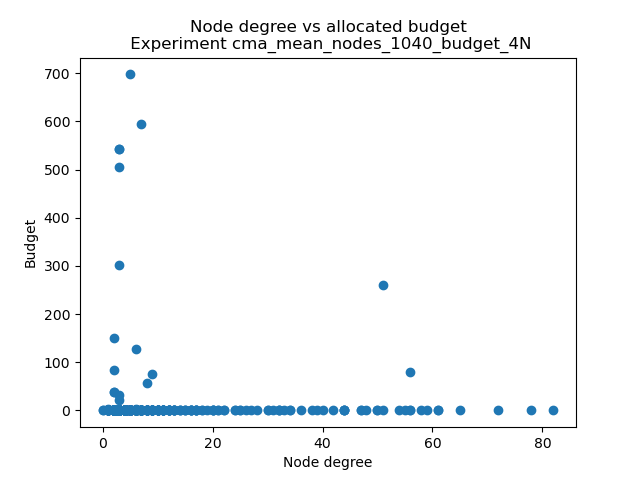 Node degree vs allocated budget
Experiment cma_mean_nodes_1040_budget_4N
700
600
500
400
300
200
100
0
Budget
0 20 40 60 80
Node degree